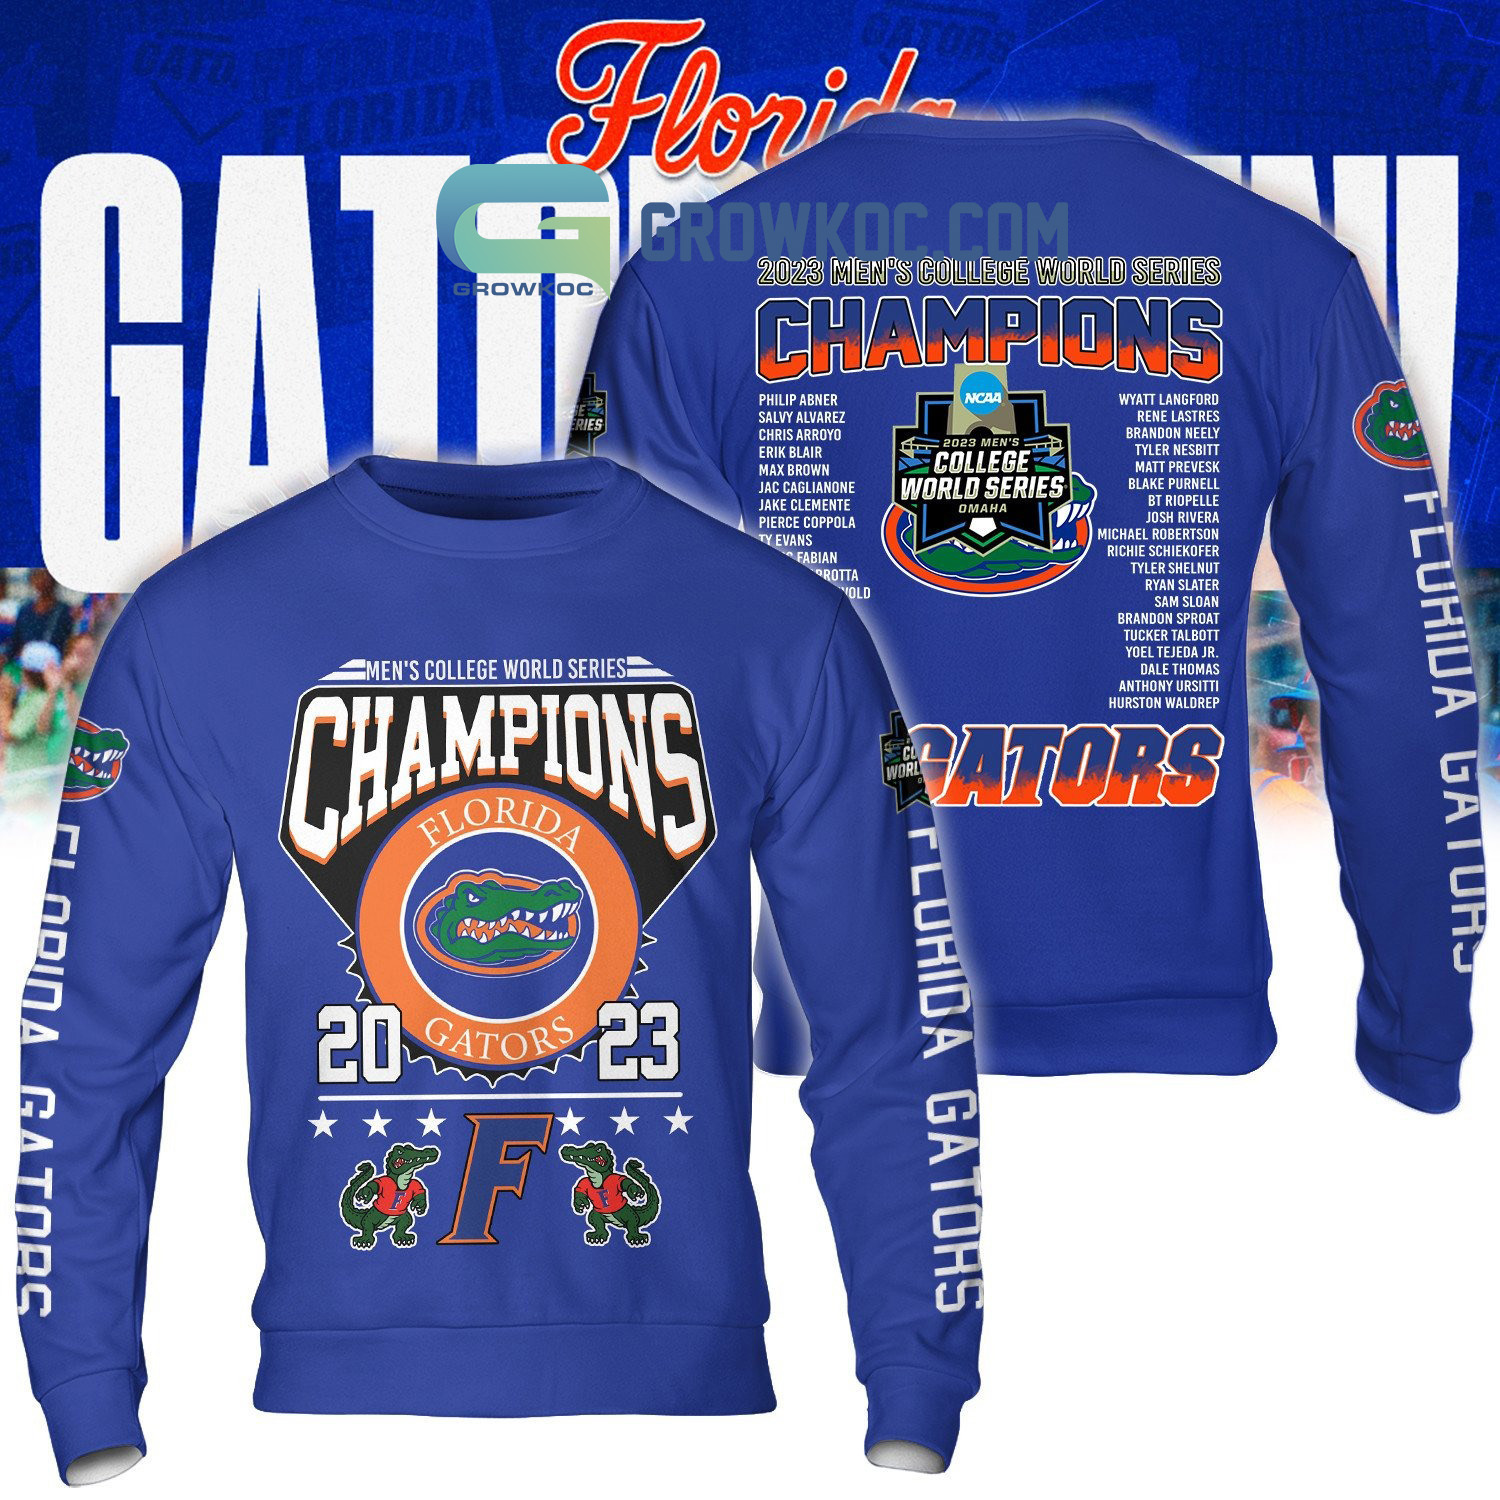 Florida
GROWKOC.COM
GROWKOC
2023 MEN'S COLLEGE WORLD SERIES
CHAMPIONS
PHILIP ABNER
SALVY ALVAREZ
CHRIS ARROYO
ERIK BLAIR
MAX BROWN
JAC CAGLIANONE
JAKE CLEMENTE
PIERCE COPPOLA
TY EVANS
FABIAN
WYATT LANGFORD
RENE LASTRES
BRANDON NEELY
TYLER NESBITT
MATT PREVESK
BLAKE PURNELL
BT RIOPELLE
JOSH RIVERA
MICHAEL ROBERTSON
RICHIE SCHIEKOFER
TYLER SHELNUT
RYAN SLATER
SAM SLOAN
BRANDON SPROAT
TUCKER TALBOTT
YOEL TEJEDA JR.
DALE THOMAS
ANTHONY URSITTI
HURSTON WALDREP
NCAA
2023 MEN'S
COLLEGE
WORLD SERIES
OMAHA
GATORS
FLORIDA GATORS
MEN'S COLLEGE WORLD SERIES
CHAMPIONS
FLORIDA
GATORS
20 23
F
F
F
FLORIDA GATORS
FLORIDA GATORS